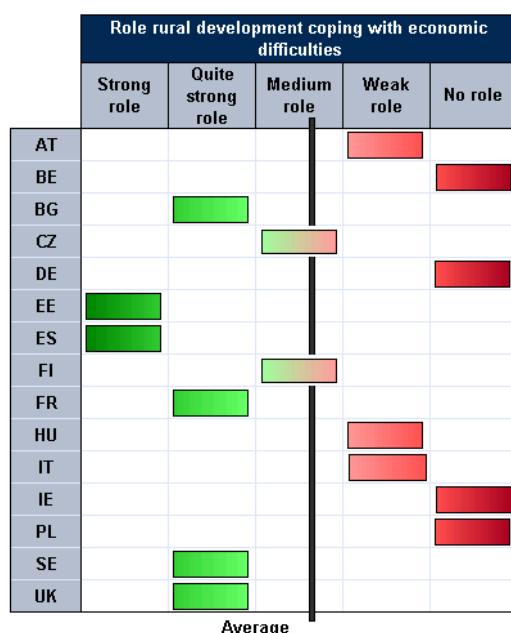 Role rural development coping with economic
difficulties
Strong
role
Quite
strong
role
Medium
role
Weak
role
No role
AT
BE
BG
CZ
DE
EE
ES
FI
FR
HU
IT
IE
PL
SE
UK
Average